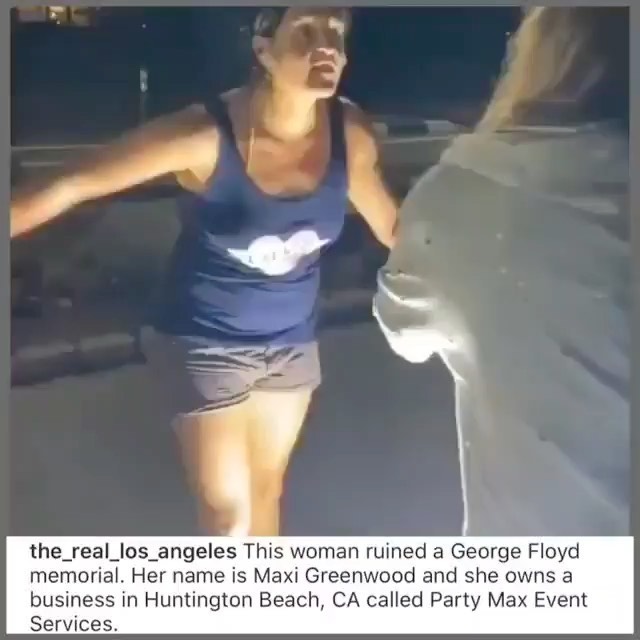 the_real_los_angeles This woman ruined a George Floyd
memorial. Her name is Maxi Greenwood and she owns a
business in Huntington Beach, CA called Party Max Event
Services.